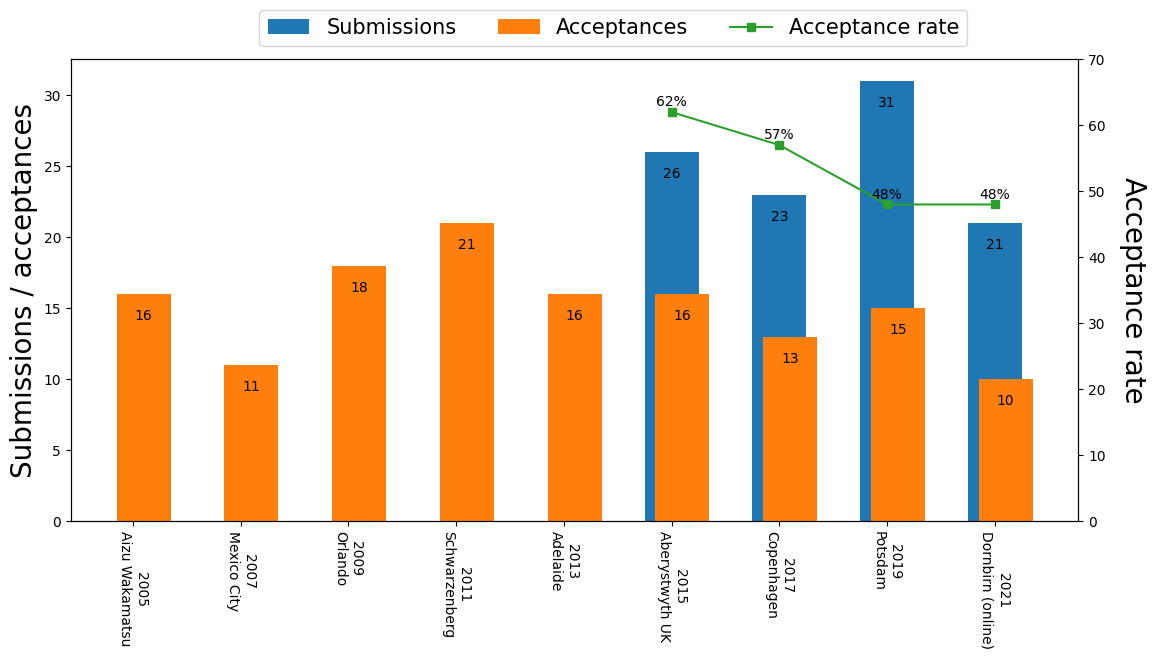 Submissions
Acceptances
Acceptance rate
Submissions / acceptances
30
25
20
15
10
5
0
70
60
50
40
30
20
10
0
Acceptance rate
62%
57%
48%
48%
31
26
23
21
16
11
18
21
16
16
13
15
10
2005
Aizu Wakamatsu
2007
Mexico City
2009
Orlando
2011
Schwarzenberg
2013
Adelaide
2015
Aberystwyth UK
2017
Copenhagen
2019
Potsdam
2021
Dornbirn (online)